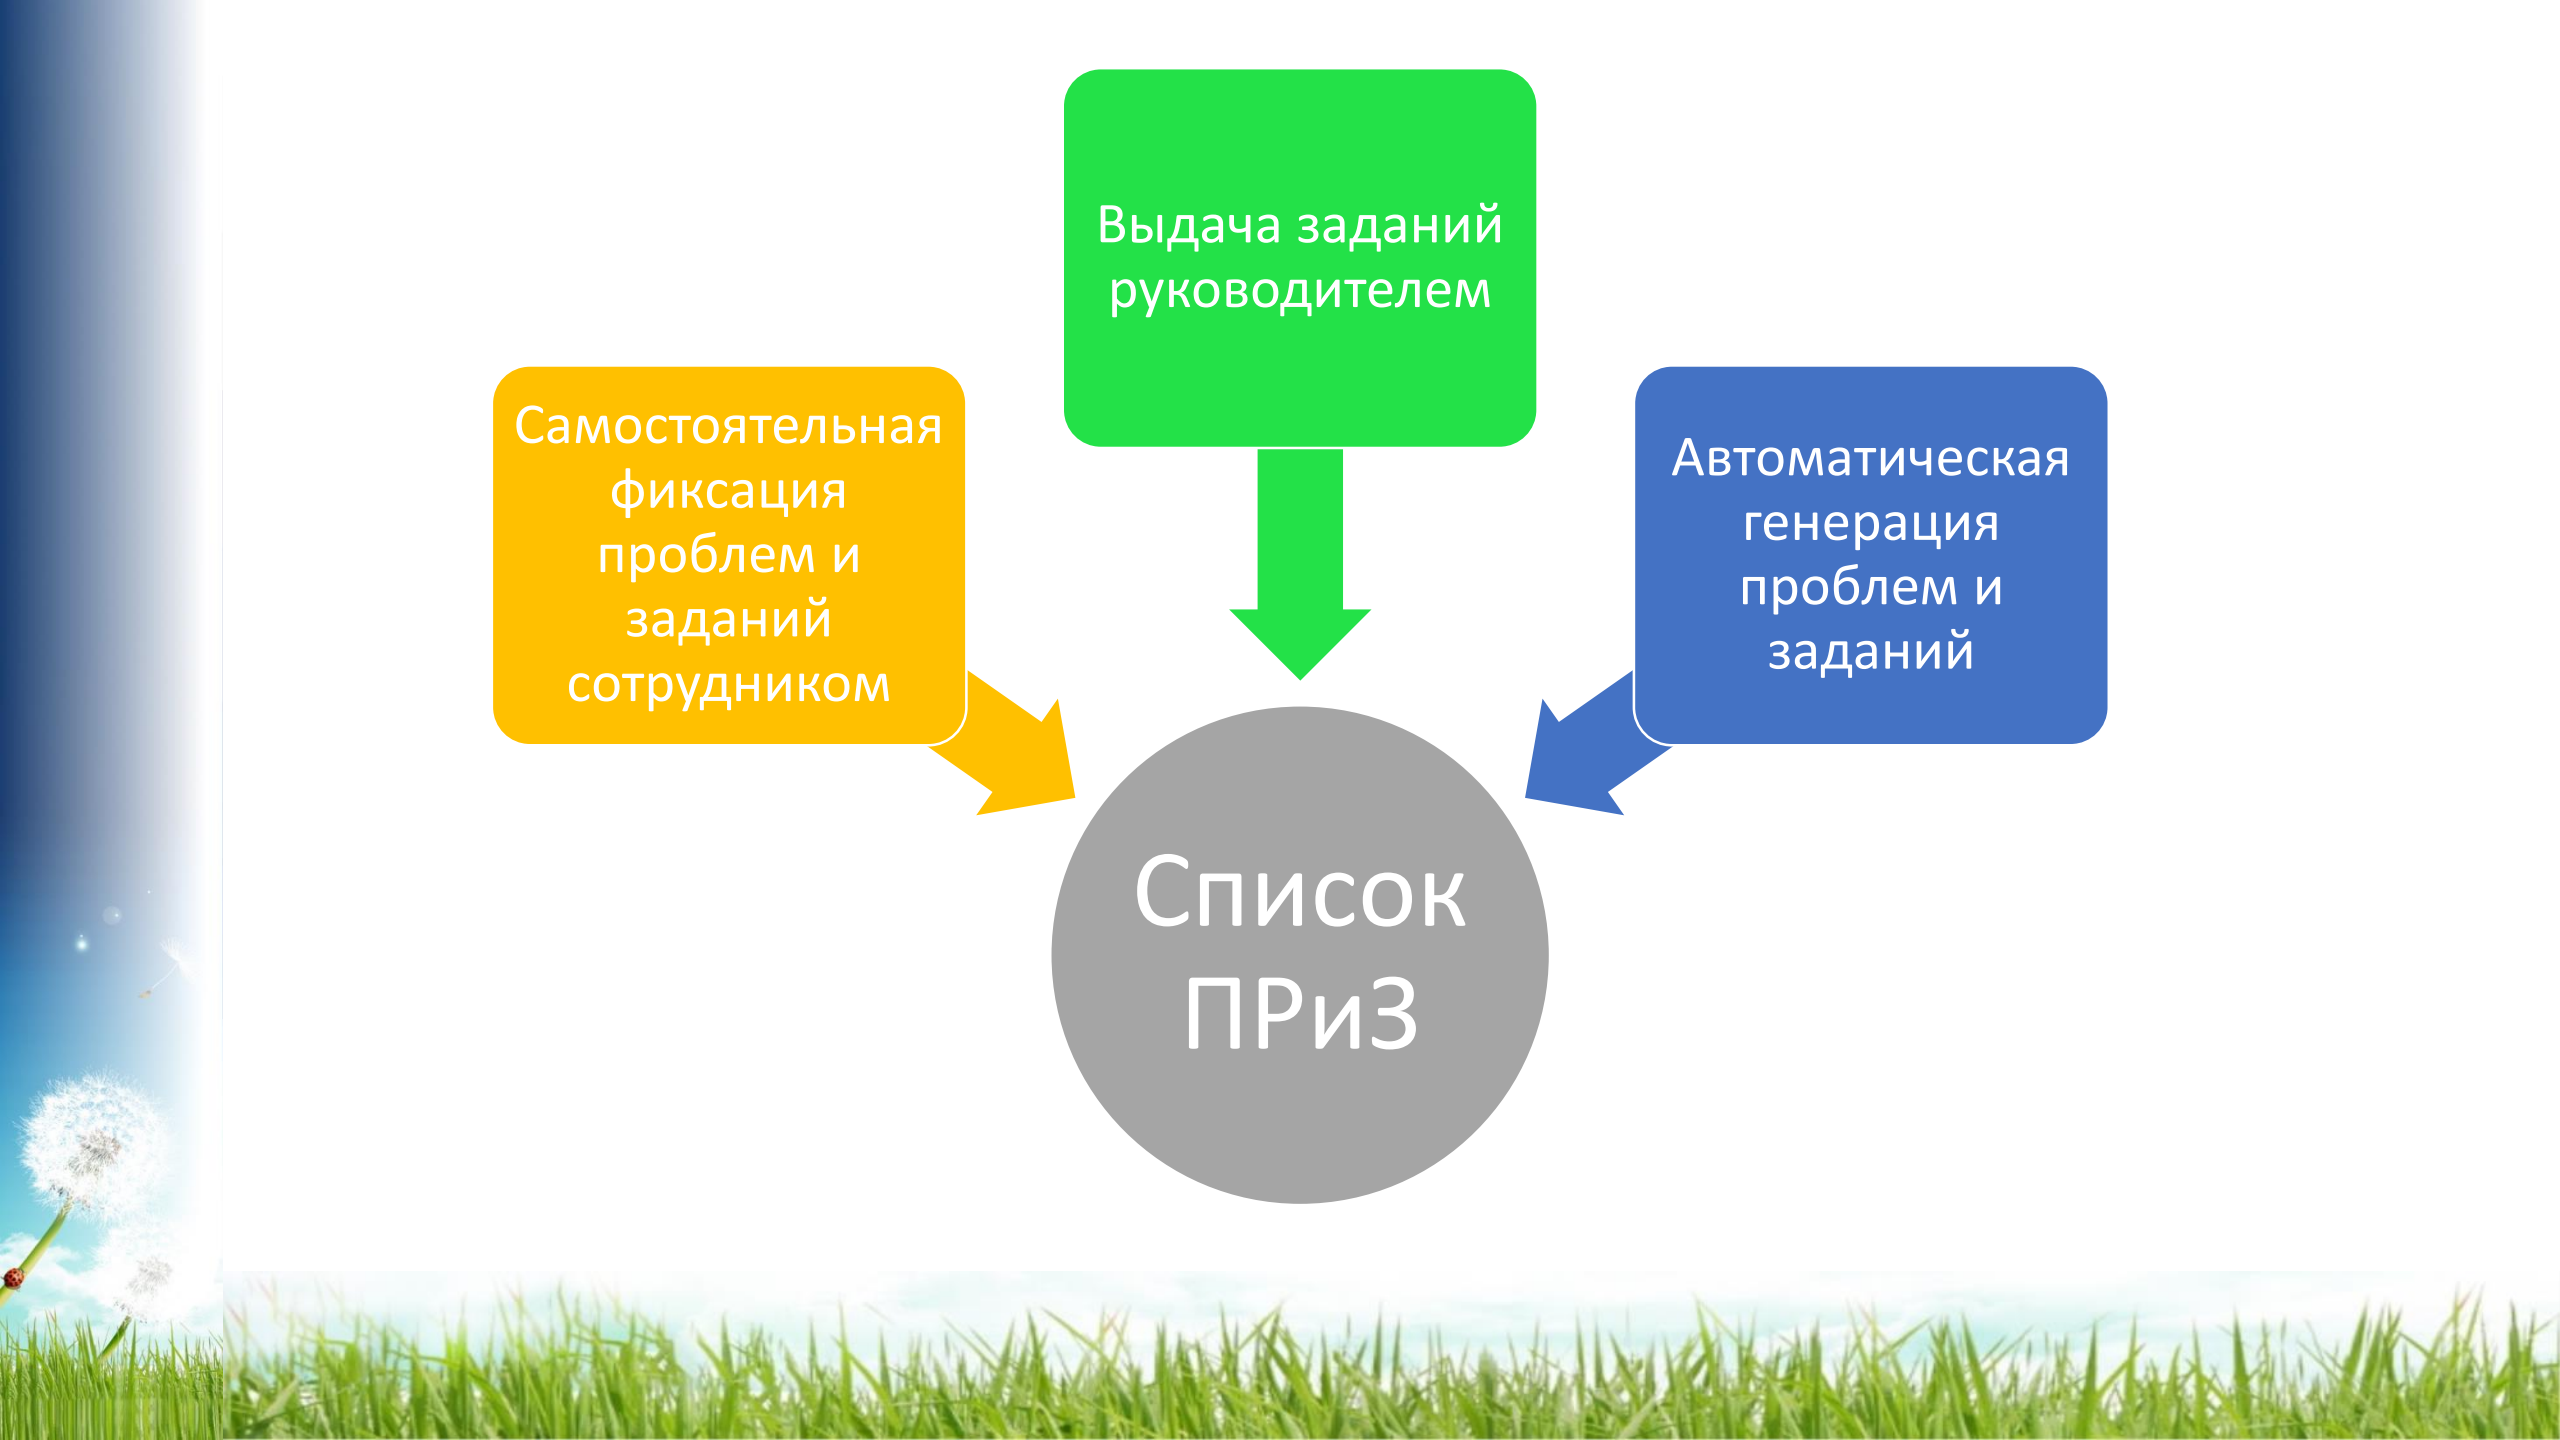 Выдача заданий
руководителем
Самостоятельная
фиксация
проблем и
заданий
сотрудником
Автоматическая
генерация
проблем и
заданий
Список
ПРиЗ